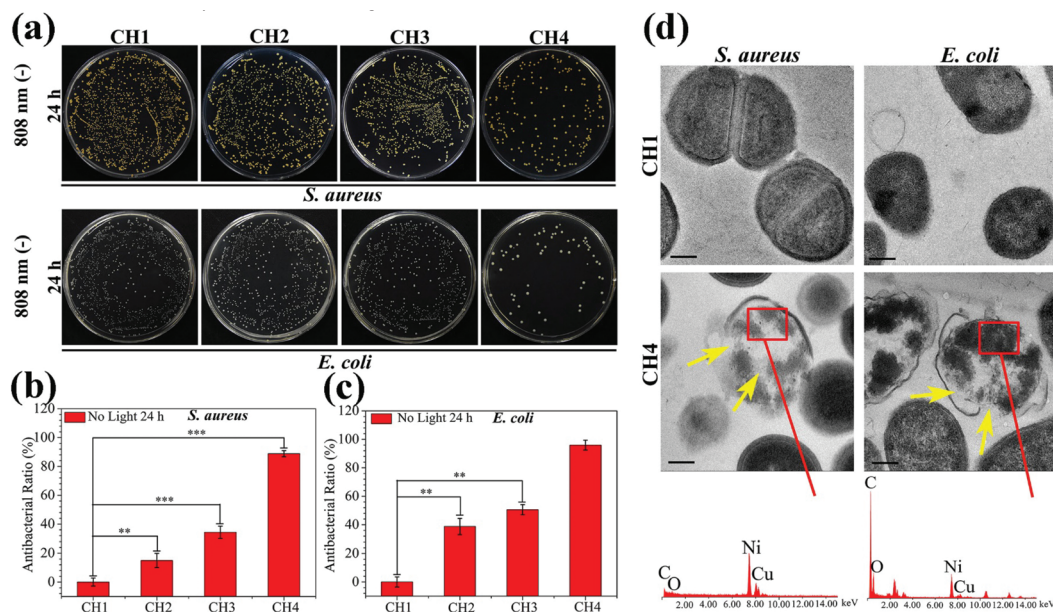 (a)
CH1 CH2 CH3 CH4
808 nm (-)
24 h
S. aureus
808 nm (-)
24 h
E. coli
(b)
120
100
80
60
40
20
0
Antibacterial Ratio (%)
No Light 24 h
S. aureus
***
***
**
CH1 CH2 CH3 CH4
(c)
120
100
80
60
40
20
0
Antibacterial Ratio (%)
No Light 24 h
E. coli
**
**
CH1 CH2 CH3 CH4
(d)
S. aureus E. coli
CH1
CH4
C
O
Ni
Cu
2.00 4.00 6.00 8.00 10.00 12.00 14.00 keV
C
O
Ni
Cu
2.00 4.00 6.00 8.00 10.00 12.00 14.00 keV